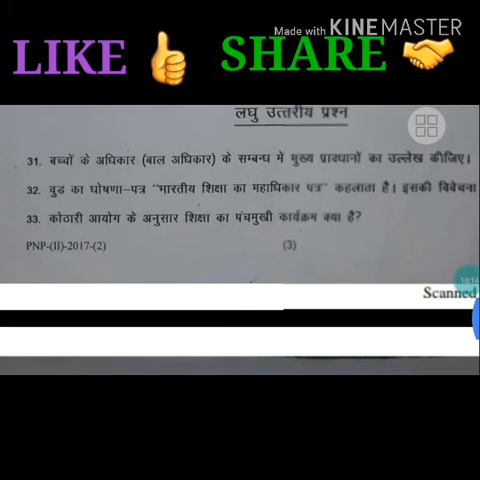 Made with KINEMASTER
LIKE 👍 SHARE 🤝
लघु उत्तरीय प्रश्न
31. बच्चों के अधिकार (बाल अधिकार) के सम्बन्ध में मुख्य प्रावधानों का उल्लेख कीजिए।
32. वुड का घोषणा-पत्र "भारतीय शिक्षा का महाधिकार पत्र" कहलाता है। इसकी विवेचना
33. कोठारी आयोग के अनुसार शिक्षा का पंचमुखी कार्यक्रम क्या है?
PNP-(II)-2017-(2) (3)
10:14
Scanned